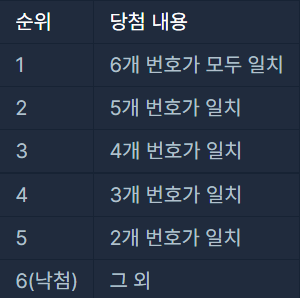 순위 당첨 내용
1 6개 번호가 모두 일치
2 5개 번호가 일치
3 4개 번호가 일치
4 3개 번호가 일치
5 2개 번호가 일치
6(낙첨) 그 외